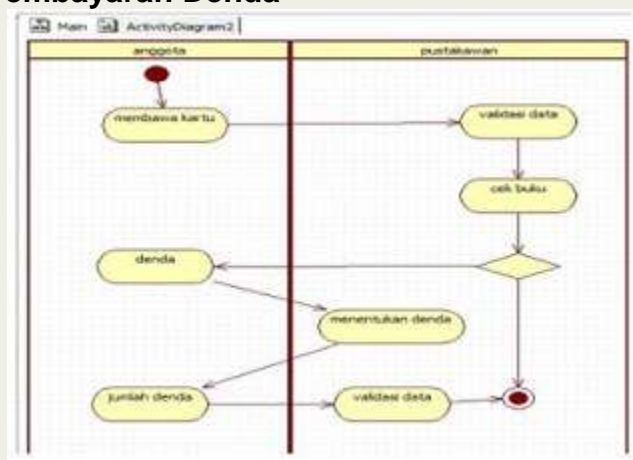 embayaran Denda
Main ActivityDiagram2
anggota
pustakawan
membawa kartu
validasi data
cek buku
denda
menentukan denda
jumlah denda
validasi data